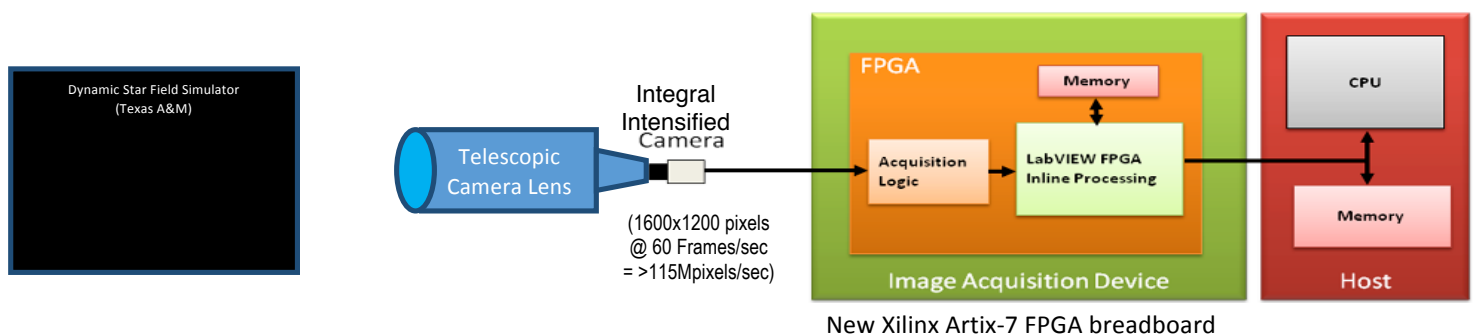 Dynamic Star Field Simulator
(Texas A&M)
Telescopic
Camera Lens
Integral
Intensified
Camera
(1600x1200 pixels
@ 60 Frames/sec
= >115Mpixels/sec)
FPGA
Memory
Acquisition
Logic
LabVIEW FPGA
Inline Processing
Image Acquisition Device
CPU
Memory
Host
New Xilinx Artix-7 FPGA breadboard